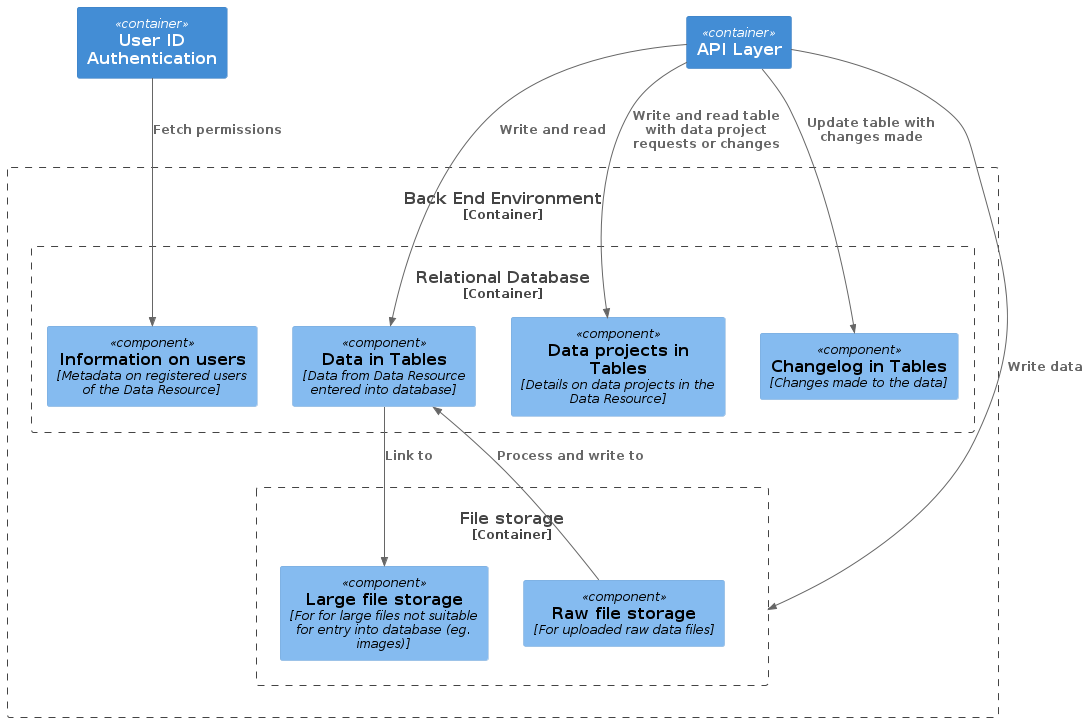 «container»
User ID
Authentication
«container»
API Layer
Fetch permissions
Write and read
Write and read table
with data project
requests or changes
Update table with
changes made
Back End Environment
[Container]
Relational Database
[Container]
«component»
Information on users
[Metadata on registered users
of the Data Resource]
«component»
Data in Tables
[Data from Data Resource
entered into database]
«component»
Data projects in
Tables
[Details on data projects in the
Data Resource]
«component»
Changelog in Tables
[Changes made to the data]
Write data
Link to
Process and write to
File storage
[Container]
«component»
Large file storage
[For for large files not suitable
for entry into database (eg.
images)]
«component»
Raw file storage
[For uploaded raw data files]